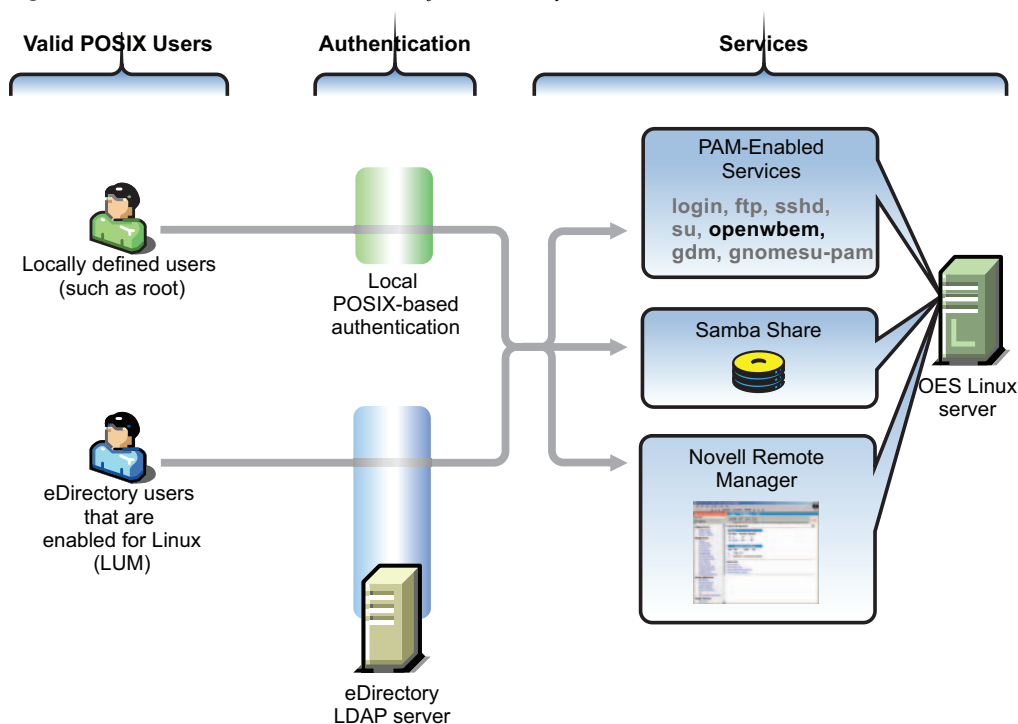 Valid POSIX Users
Authentication
Services
Locally defined users
(such as root)
Local
POSIX-based
authentication
eDirectory users
that are
enabled for Linux
(LUM)
eDirectory
LDAP server
PAM-Enabled
Services
login, ftp, sshd,
su, openwbem,
gdm, gnomesu-pam
Samba Share
Novell Remote
Manager
OES Linux
server
L